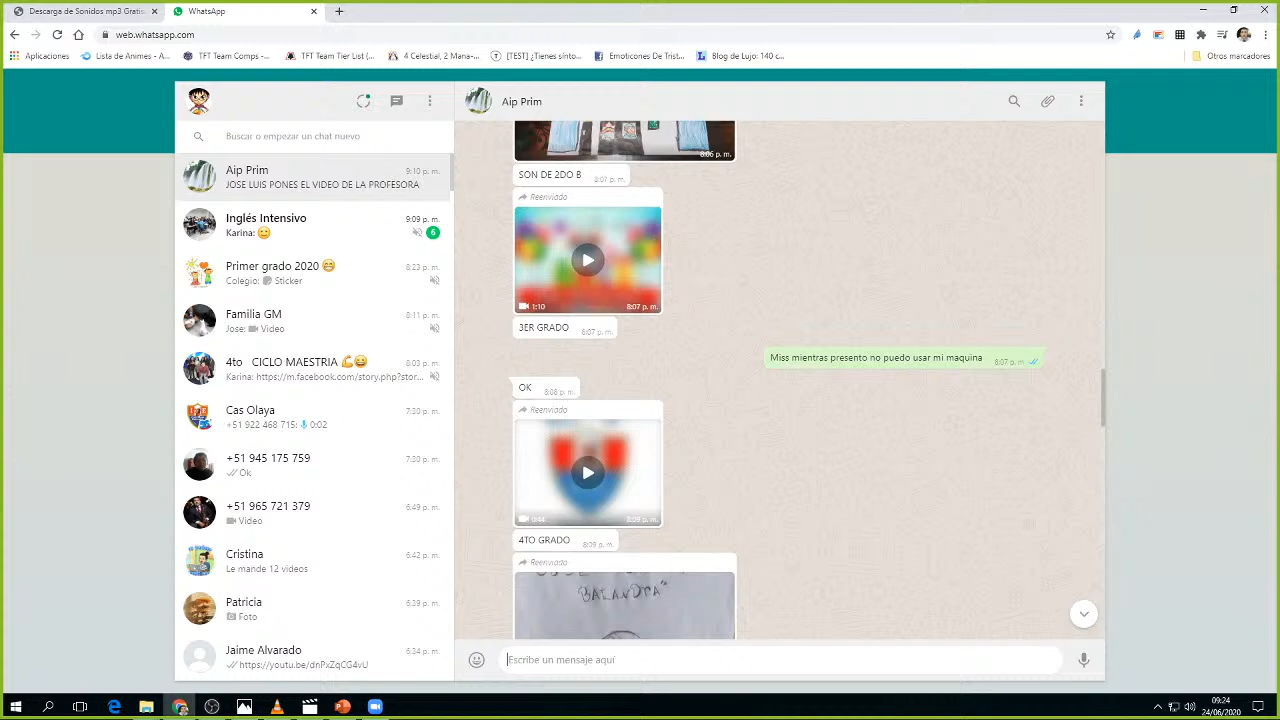 Descarga de Sonidos mp3 Gratis
WhatsApp
web.whatsapp.com
Aplicaciones
Lista de Animes - A...
TFT Team Comps -...
TFT Team Tier List (...
4 Celestial, 2 Mana-...
[TEST] ¿Tienes sínto...
Emoticones De Trist...
Blog de Lujo: 140 c...
Otros marcadores
Buscar o empezar un chat nuevo
Aip Prim 9:10 p. m.
JOSE LUIS PONES EL VIDEO DE LA PROFESORA
Inglés Intensivo 9:09 p. m.
Karina: 😊 6
Primer grado 2020 😁 8:23 p. m.
Colegio: Sticker
Familia GM 8:11 p. m.
Jose: Video
4to CICLO MAESTRIA 💪😆 8:03 p. m.
Karina: https://m.facebook.com/story.php?stor...
Cas Olaya 7:30 p. m.
+51 922 468 715: 0:02
+51 945 175 759 7:30 p. m.
Ok
+51 965 721 379 6:49 p. m.
Video
Cristina 6:42 p. m.
Le mande 12 videos
Patricia 6:39 p. m.
Foto
Jaime Alvarado 6:34 p. m.
https://youtu.be/dnPxZqCG4vU
Aip Prim
8:06 p. m.
SON DE 2DO B 8:07 p. m.
Reenviado
1:10 8:07 p. m.
3ER GRADO 8:07 p. m.
Miss mientras presento no puedo usar mi maquina 8:07 p. m.
OK 8:06 p. m.
Reenviado
0:44 8:09 p. m.
4TO GRADO 8:09 p. m.
Reenviado
BALANDRA"
Escribe un mensaje aquí
09:24
24/06/2020